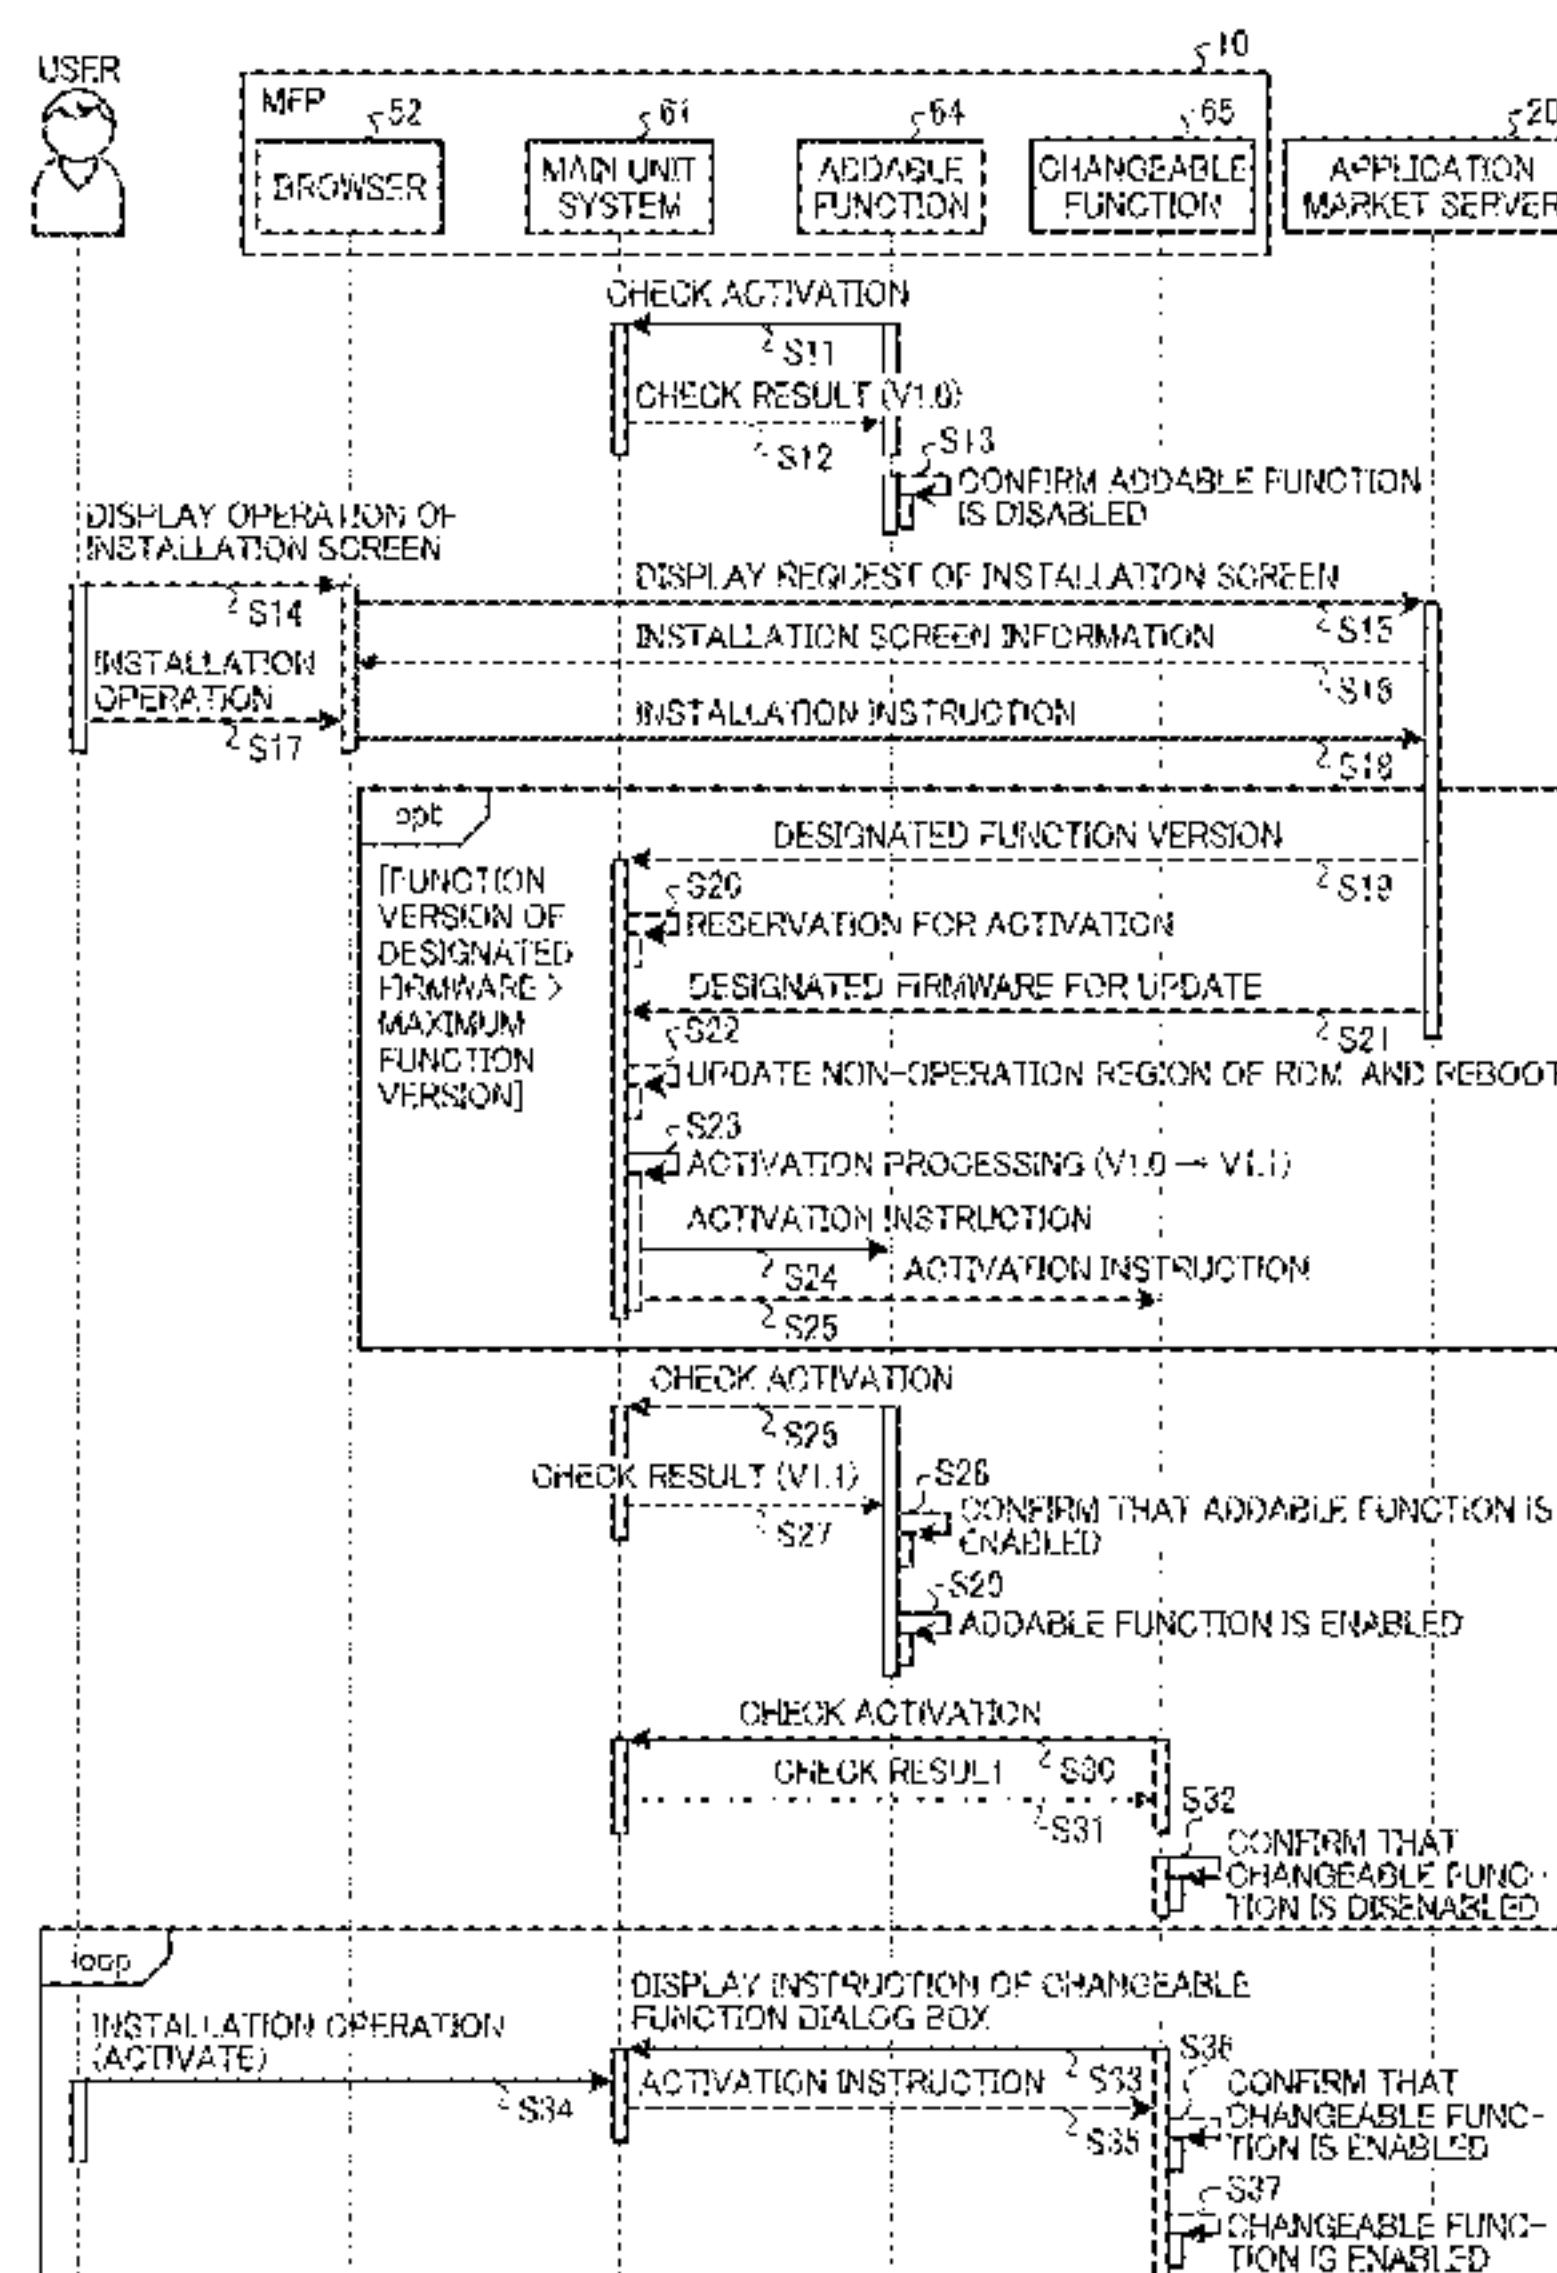 10
USER
MFP
52
61
64
65
20
BROWSER
MAIN UNIT
SYSTEM
ADDABLE
FUNCTION
CHANGEABLE
FUNCTION
APPLICATION
MARKET SERVER
CHECK ACTIVATION
S11
CHECK RESULT (V1.0)
S12
S13
CONFIRM ADDABLE FUNCTION
IS DISABLED
DISPLAY OPERATION OF
INSTALLATION SCREEN
S14
DISPLAY REQUEST OF INSTALLATION SCREEN
S15
INSTALLATION SCREEN INFORMATION
S16
INSTALLATION
OPERATION
S17
INSTALLATION INSTRUCTION
S18
opt
[FUNCTION
VERSION OF
DESIGNATED
FIRMWARE >
MAXIMUM
FUNCTION
VERSION]
DESIGNATED FUNCTION VERSION
S19
S20
RESERVATION FOR ACTIVATION
DESIGNATED FIRMWARE FOR UPDATE
S21
S22
UPDATE NON-OPERATION REGION OF ROM AND REBOOT
S23
ACTIVATION PROCESSING (V1.0 → V1.1)
ACTIVATION INSTRUCTION
S24
ACTIVATION INSTRUCTION
S25
CHECK ACTIVATION
S26
CHECK RESULT (V1.1)
S27
S28
CONFIRM THAT ADDABLE FUNCTION IS
ENABLED
S29
ADDABLE FUNCTION IS ENABLED
CHECK ACTIVATION
S30
CHECK RESULT
S31
S32
CONFIRM THAT
CHANGEABLE FUNC-
TION IS DISENABLED
loop
DISPLAY INSTRUCTION OF CHANGEABLE
FUNCTION DIALOG BOX
S33
INSTALLATION OPERATION
(ACTIVATE)
S34
ACTIVATION INSTRUCTION
S35
S36
CONFIRM THAT
CHANGEABLE FUNC-
TION IS ENABLED
S37
CHANGEABLE FUNC-
TION IS ENABLED